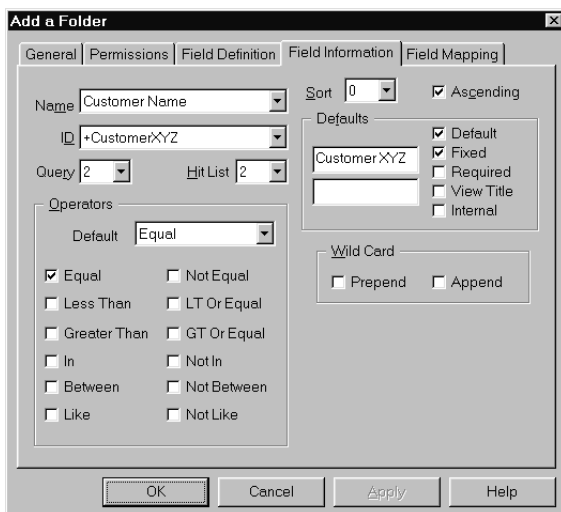 Add a Folder
General Permissions Field Definition Field Information Field Mapping
Name Customer Name
ID +CustomerXYZ
Query 2 Hit List 2
Operators
Default Equal
Equal Not Equal
Less Than LT Or Equal
Greater Than GT Or Equal
In Not In
Between Not Between
Like Not Like
Sort 0 Ascending
Defaults
Customer XYZ
Default
Fixed
Required
View Title
Internal
Wild Card
Prepend Append
OK Cancel Apply Help